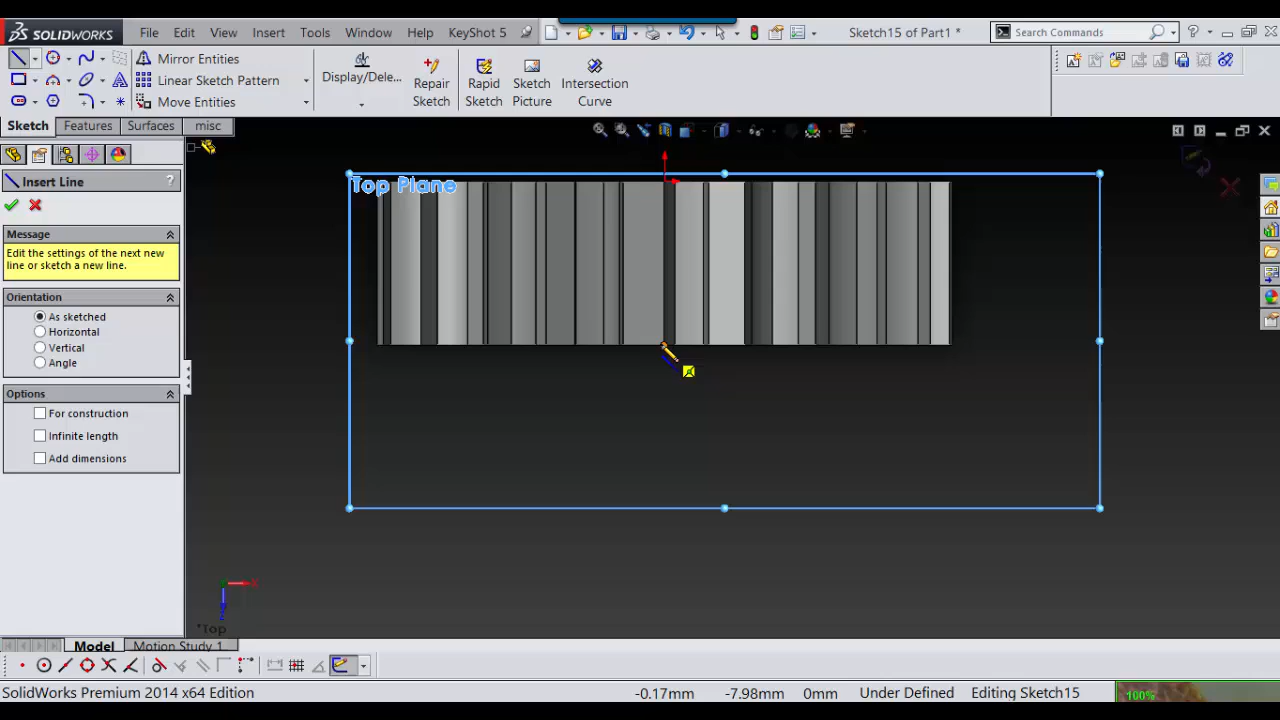 SOLIDWORKS File Edit View Insert Tools Window Help KeyShot 5 Sketch15 of Part1 * Search Commands
Mirror Entities
Linear Sketch Pattern
Move Entities
Display/Dele...
Repair Sketch
Rapid Sketch
Sketch Picture
Intersection Curve
Sketch Features Surfaces misc
Insert Line ?
Message
Edit the settings of the next new
line or sketch a new line.
Orientation
As sketched
Horizontal
Vertical
Angle
Options
For construction
Infinite length
Add dimensions
Top Plane
X
Z
*Top
Model Motion Study 1
SolidWorks Premium 2014 x64 Edition -0.17mm -7.98mm 0mm Under Defined Editing Sketch15 100%